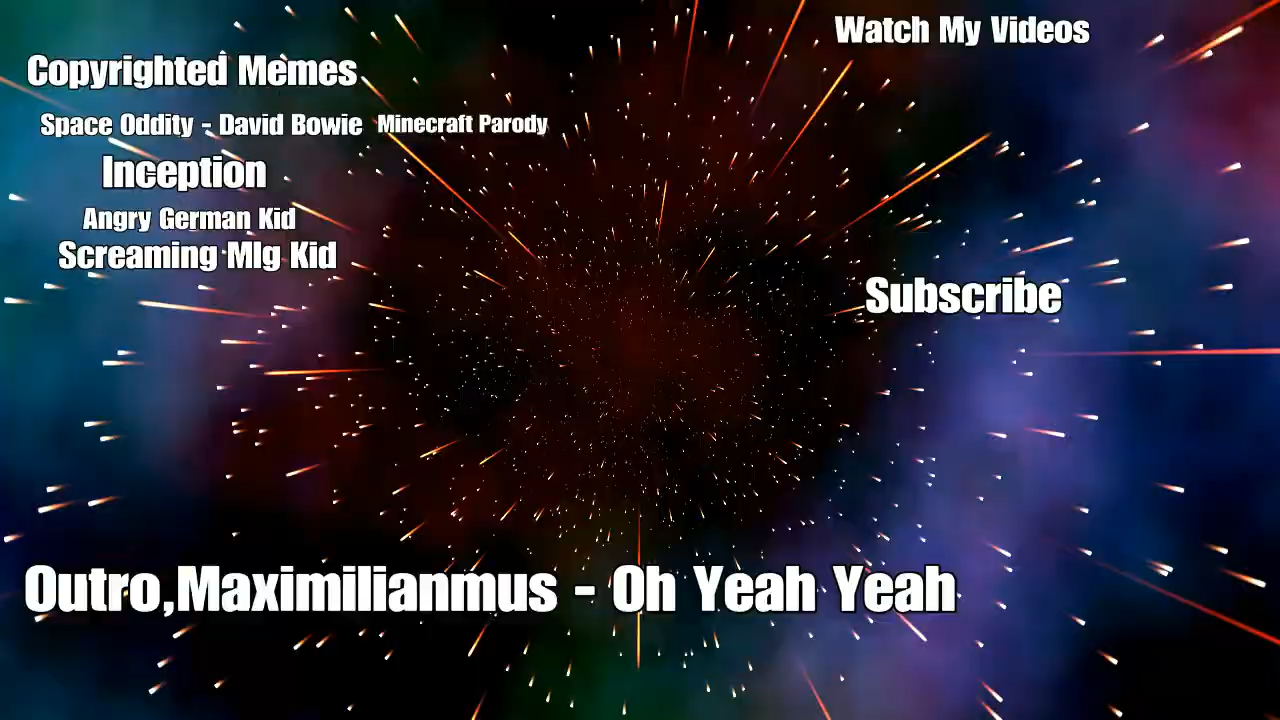 Watch My Videos
Copyrighted Memes
Space Oddity - David Bowie Minecraft Parody
Inception
Angry German Kid
Screaming Mlg Kid
Subscribe
Outro,Maximilianmus - Oh Yeah Yeah